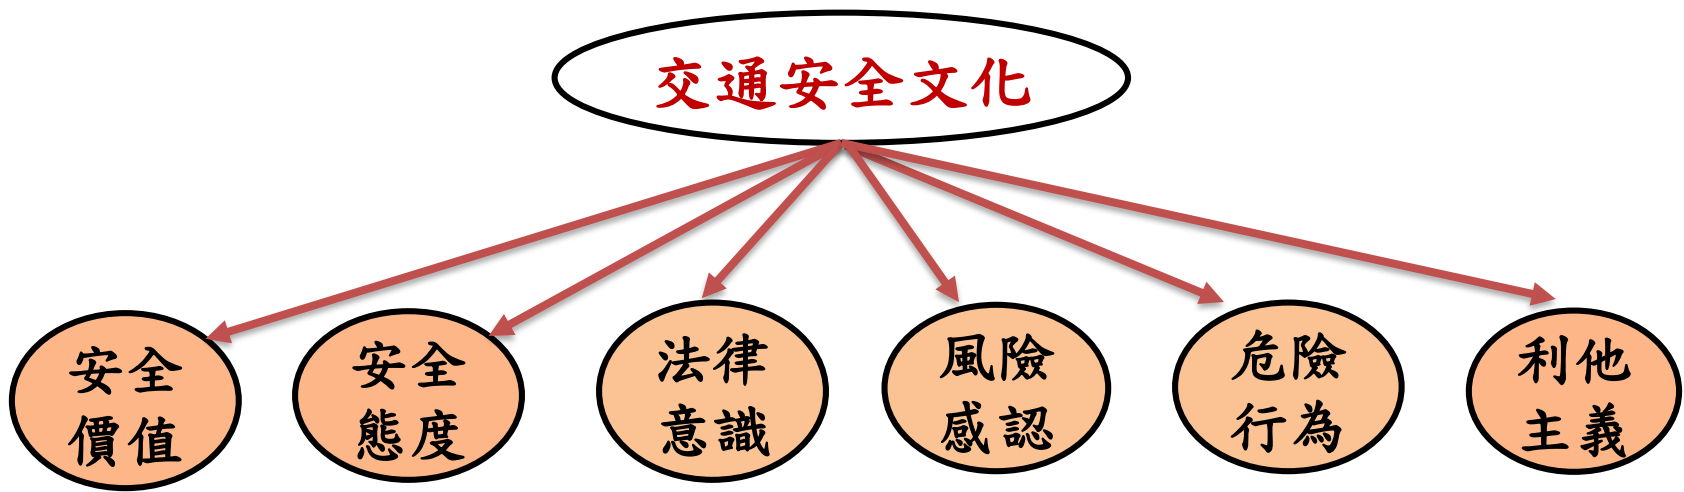 交通安全文化
安全
價值
安全
態度
法律
意識
風險
感認
危險
行為
利他
主義